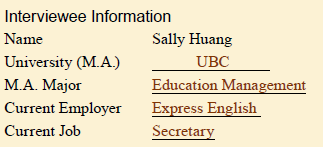 Interviewee Information
Name Sally Huang
University (M.A.) UBC
M.A. Major Education Management
Current Employer Express English
Current Job Secretary